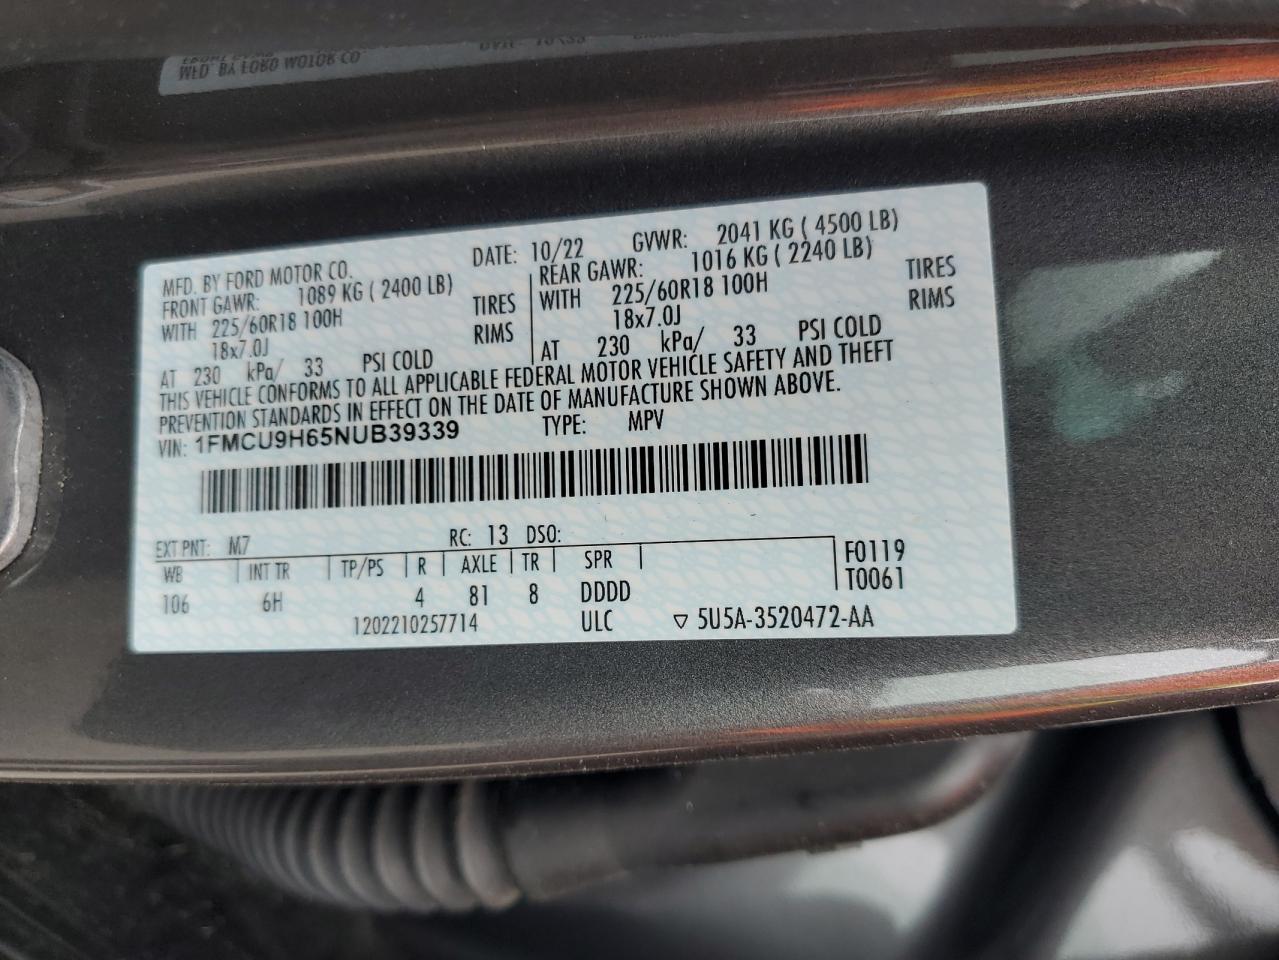 MFD. BY FORD MOTOR CO. DATE: 10/22 GVWR: 2041 KG ( 4500 LB)
FRONT GAWR: 1089 KG ( 2400 LB) REAR GAWR: 1016 KG ( 2240 LB)
WITH 225/60R18 100H TIRES WITH 225/60R18 100H TIRES
18x7.0J RIMS 18x7.0J RIMS
AT 230 kPa/ 33 PSI COLD AT 230 kPa/ 33 PSI COLD
THIS VEHICLE CONFORMS TO ALL APPLICABLE FEDERAL MOTOR VEHICLE SAFETY AND THEFT
PREVENTION STANDARDS IN EFFECT ON THE DATE OF MANUFACTURE SHOWN ABOVE.
VIN: 1FMCU9H65NUB39339 TYPE: MPV
EXT PNT: M7 RC: 13 DSO:
WB INT TR TP/PS R AXLE TR SPR F0119
106 6H 4 81 8 DDDD T0061
1202210257714 ULC ▽ 5U5A-3520472-AA